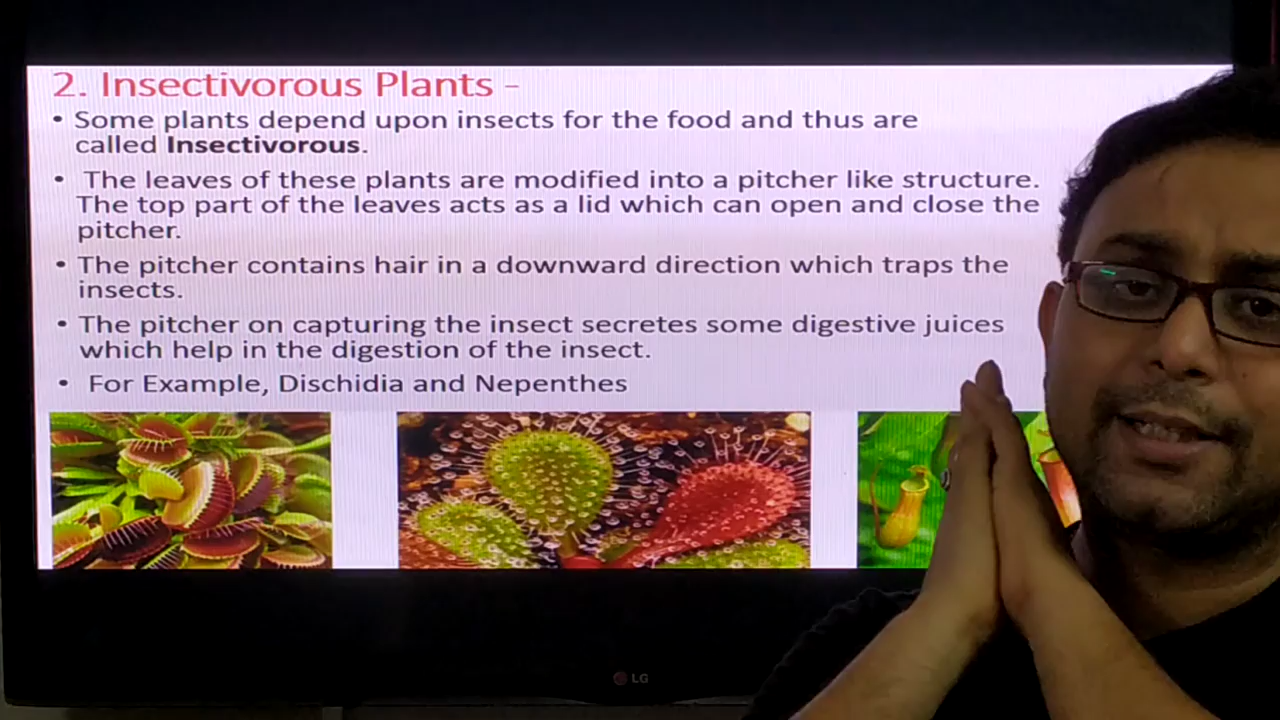 2. Insectivorous Plants -
• Some plants depend upon insects for the food and thus are
called Insectivorous.
• The leaves of these plants are modified into a pitcher like structure.
The top part of the leaves acts as a lid which can open and close the
pitcher.
• The pitcher contains hair in a downward direction which traps the
insects.
• The pitcher on capturing the insect secretes some digestive juices
which help in the digestion of the insect.
• For Example, Dischidia and Nepenthes
LG